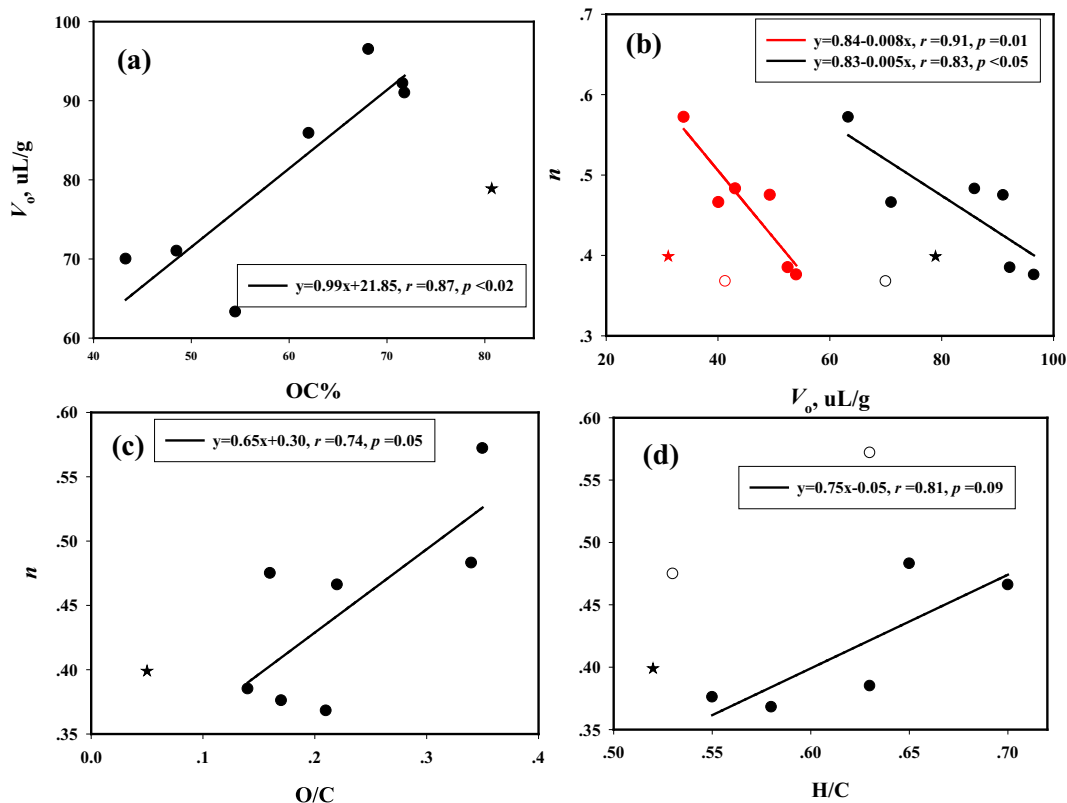 (a)
100
90
80
70
60
V₀, uL/g
y=0.99x+21.85, r =0.87, p <0.02
40 50 60 70 80
OC%
(b)
.7
.6
.5
.4
.3
n
y=0.84-0.008x, r =0.91, p =0.01
y=0.83-0.005x, r =0.83, p <0.05
20 40 60 80 100
Vₒ, uL/g
(c)
.60
.55
.50
.45
.40
.35
n
y=0.65x+0.30, r =0.74, p =0.05
0.0 .1 .2 .3 .4
O/C
(d)
.60
.55
.50
.45
.40
.35
y=0.75x-0.05, r =0.81, p =0.09
.50 .55 .60 .65 .70
H/C